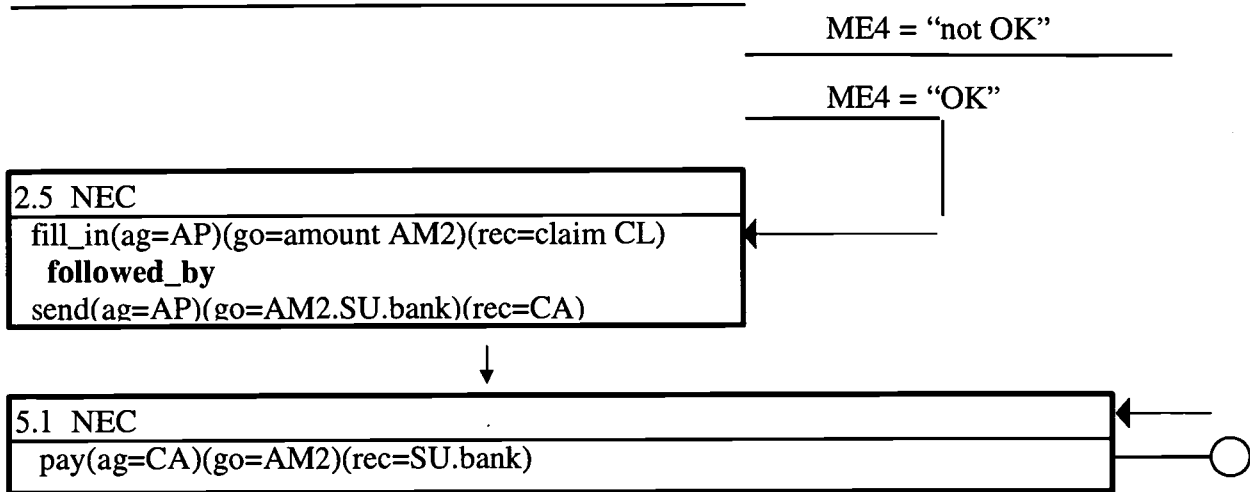 ME4 = “not OK”
ME4 = “OK”
2.5 NEC
fill_in(ag=AP)(go=amount AM2)(rec=claim CL)
followed_by
send(ag=AP)(go=AM2.SU.bank)(rec=CA)
5.1 NEC
pay(ag=CA)(go=AM2)(rec=SU.bank)